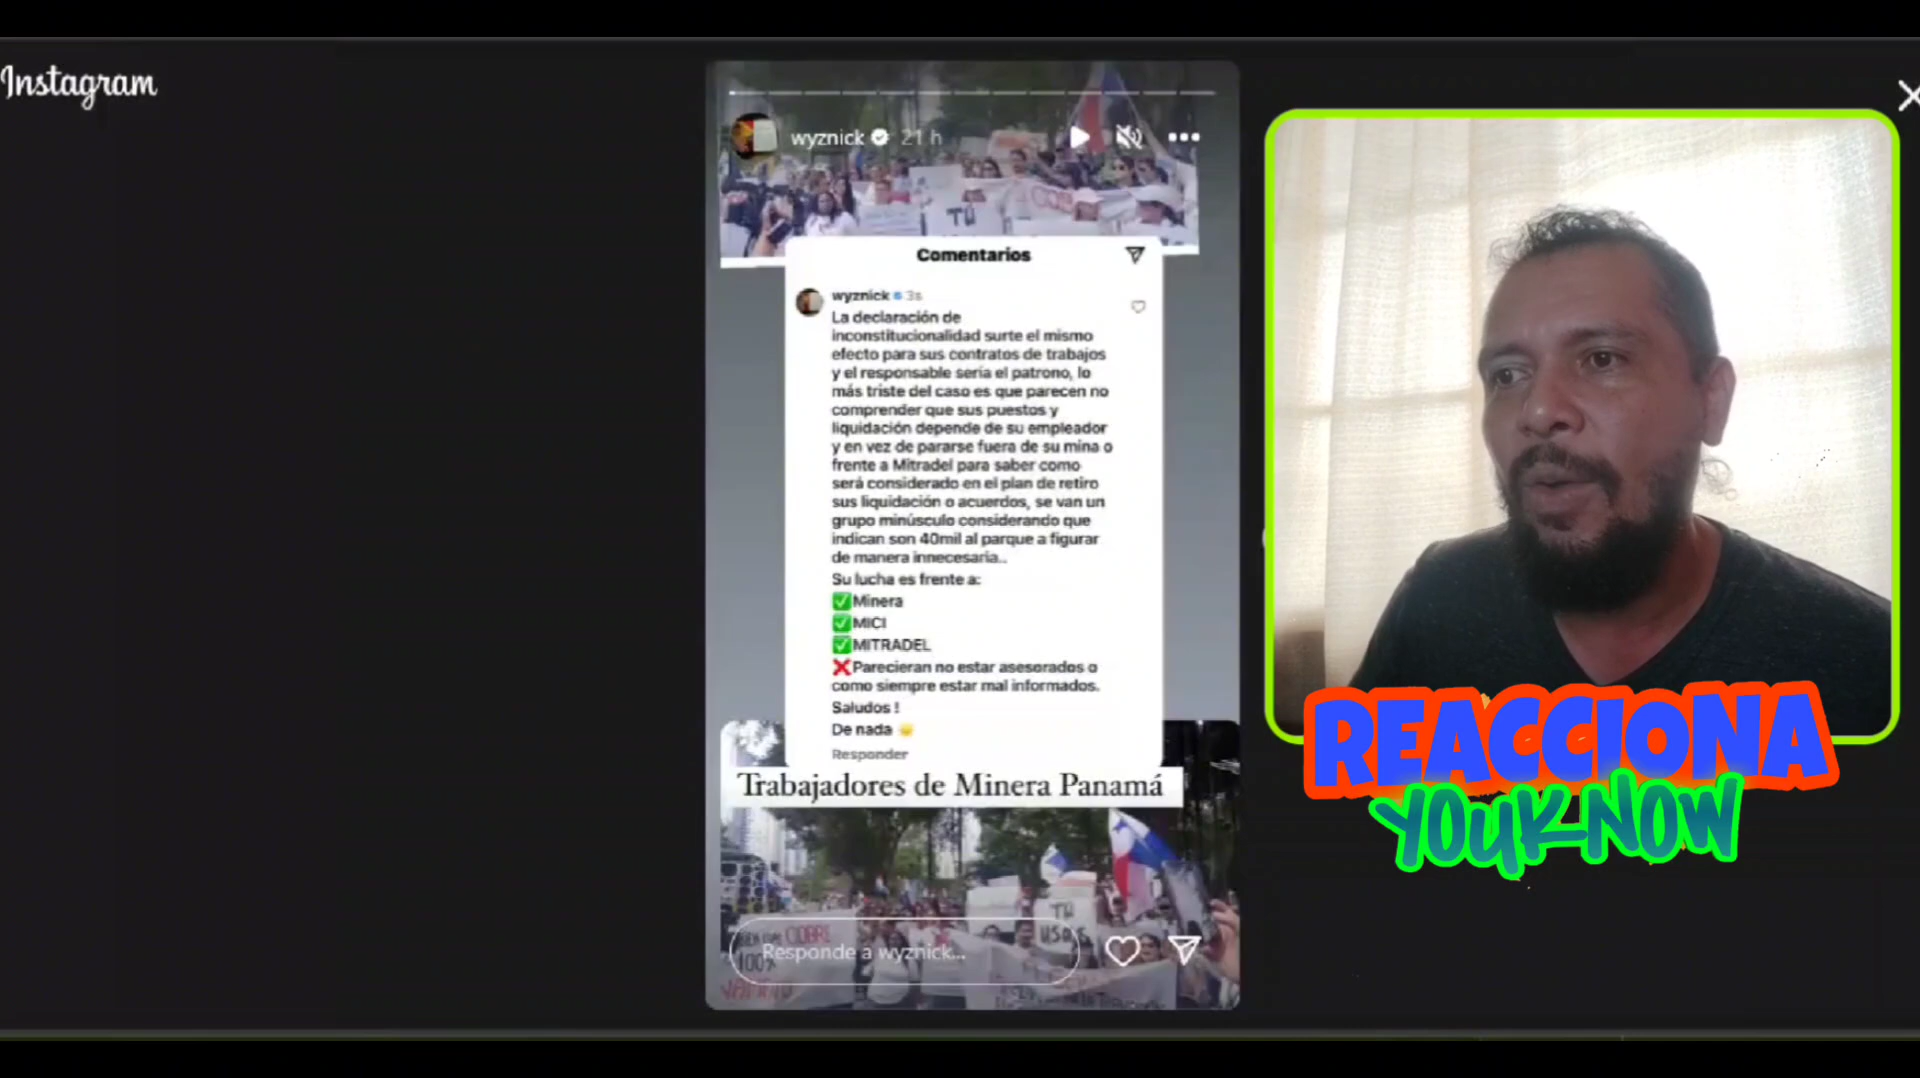 Instagram
wyznick 21 h
TU
Comentarios
wyznick 3s
La declaración de
inconstitucionalidad surte el mismo
efecto para sus contratos de trabajos
y el responsable sería el patrono, lo
más triste del caso es que parecen no
comprender que sus puestos y
liquidación depende de su empleador
y en vez de pararse fuera de su mina o
frente a Mitradel para saber como
será considerado en el plan de retiro
sus liquidación o acuerdos, se van un
grupo minúsculo considerando que
indican son 40mil al parque a figurar
de manera innecesaria..
Su lucha es frente a:
✅Minera
✅MICI
✅MITRADEL
❌Parecieran no estar asesorados o
como siempre estar mal informados.
Saludos !
De nada
Responder
Trabajadores de Minera Panamá
COBRE
100%
TU
USAS
Responde a wyznick...
REACCIONA
YOUK-NOW